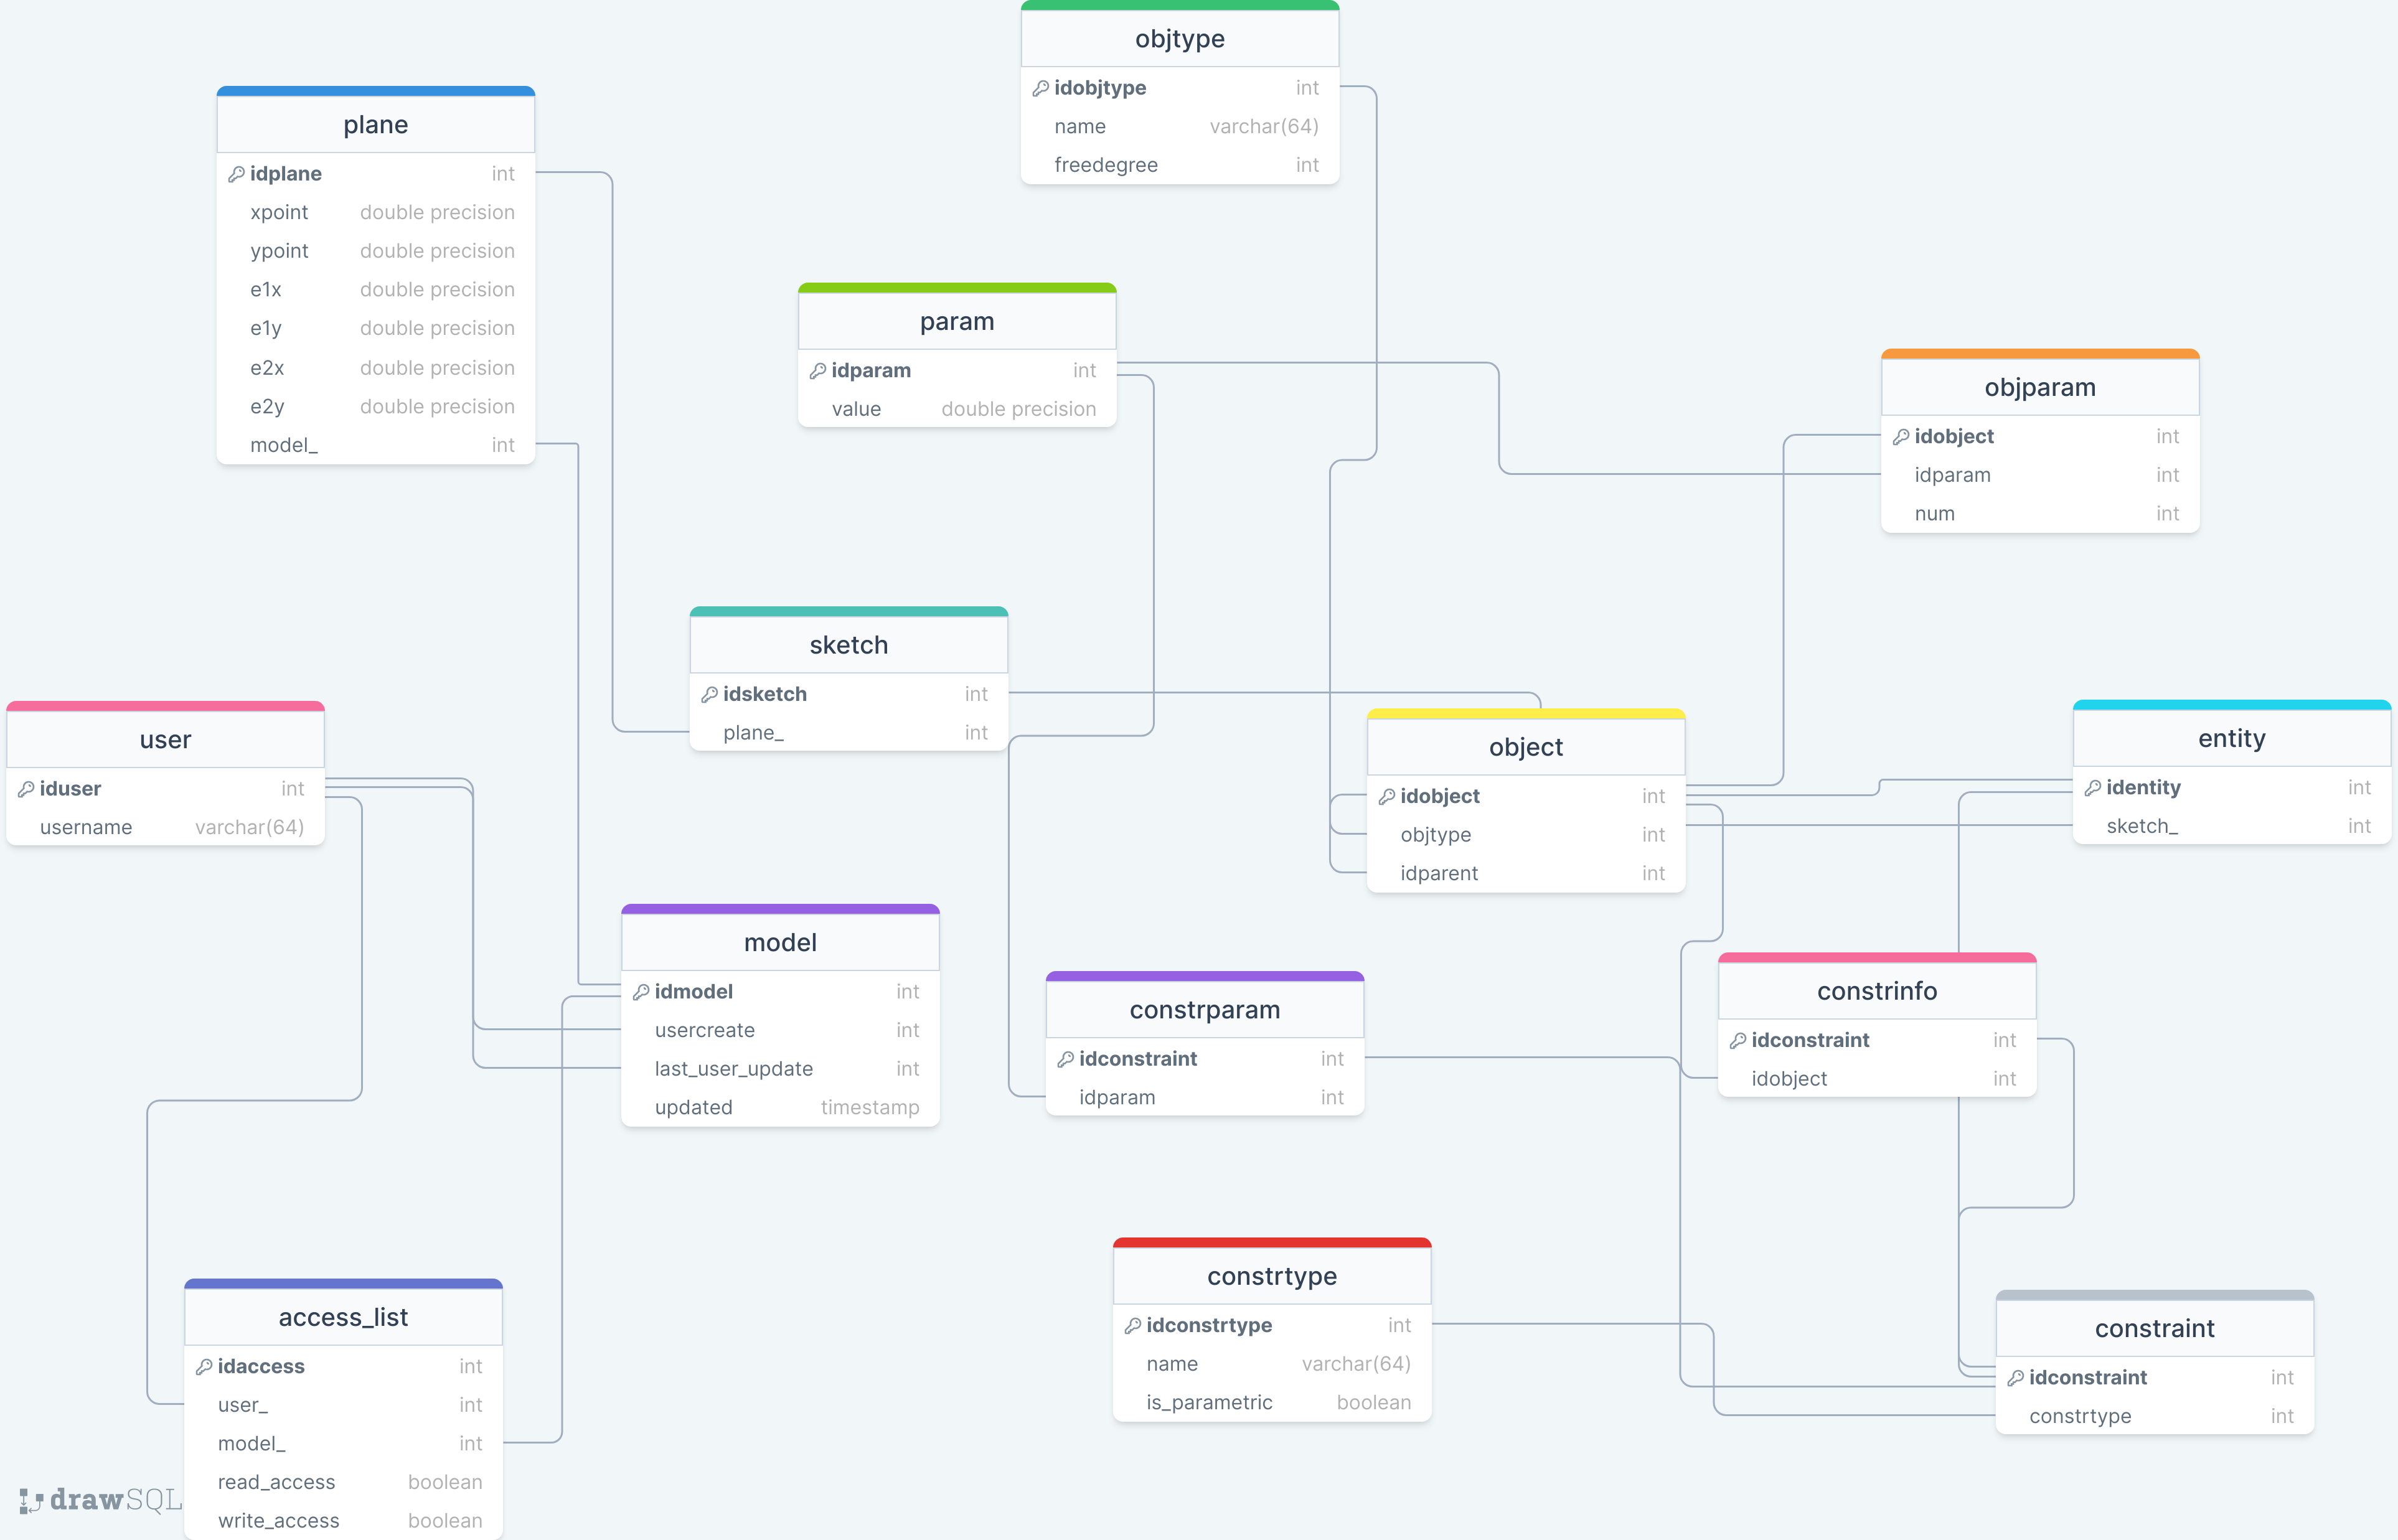 objtype
idobjtype int
name varchar(64)
freedegree int
plane
idplane int
xpoint double precision
ypoint double precision
e1x double precision
e1y double precision
e2x double precision
e2y double precision
model_ int
param
idparam int
value double precision
objparam
idobject int
idparam int
num int
sketch
idsketch int
plane_ int
user
iduser int
username varchar(64)
object
idobject int
objtype int
idparent int
entity
identity int
sketch_ int
model
idmodel int
usercreate int
last_user_update int
updated timestamp
constrparam
idconstraint int
idparam int
constrinfo
idconstraint int
idobject int
constrtype
idconstrtype int
name varchar(64)
is_parametric boolean
constraint
idconstraint int
constrtype int
access_list
idaccess int
user_ int
model_ int
read_access boolean
write_access boolean
drawSQL